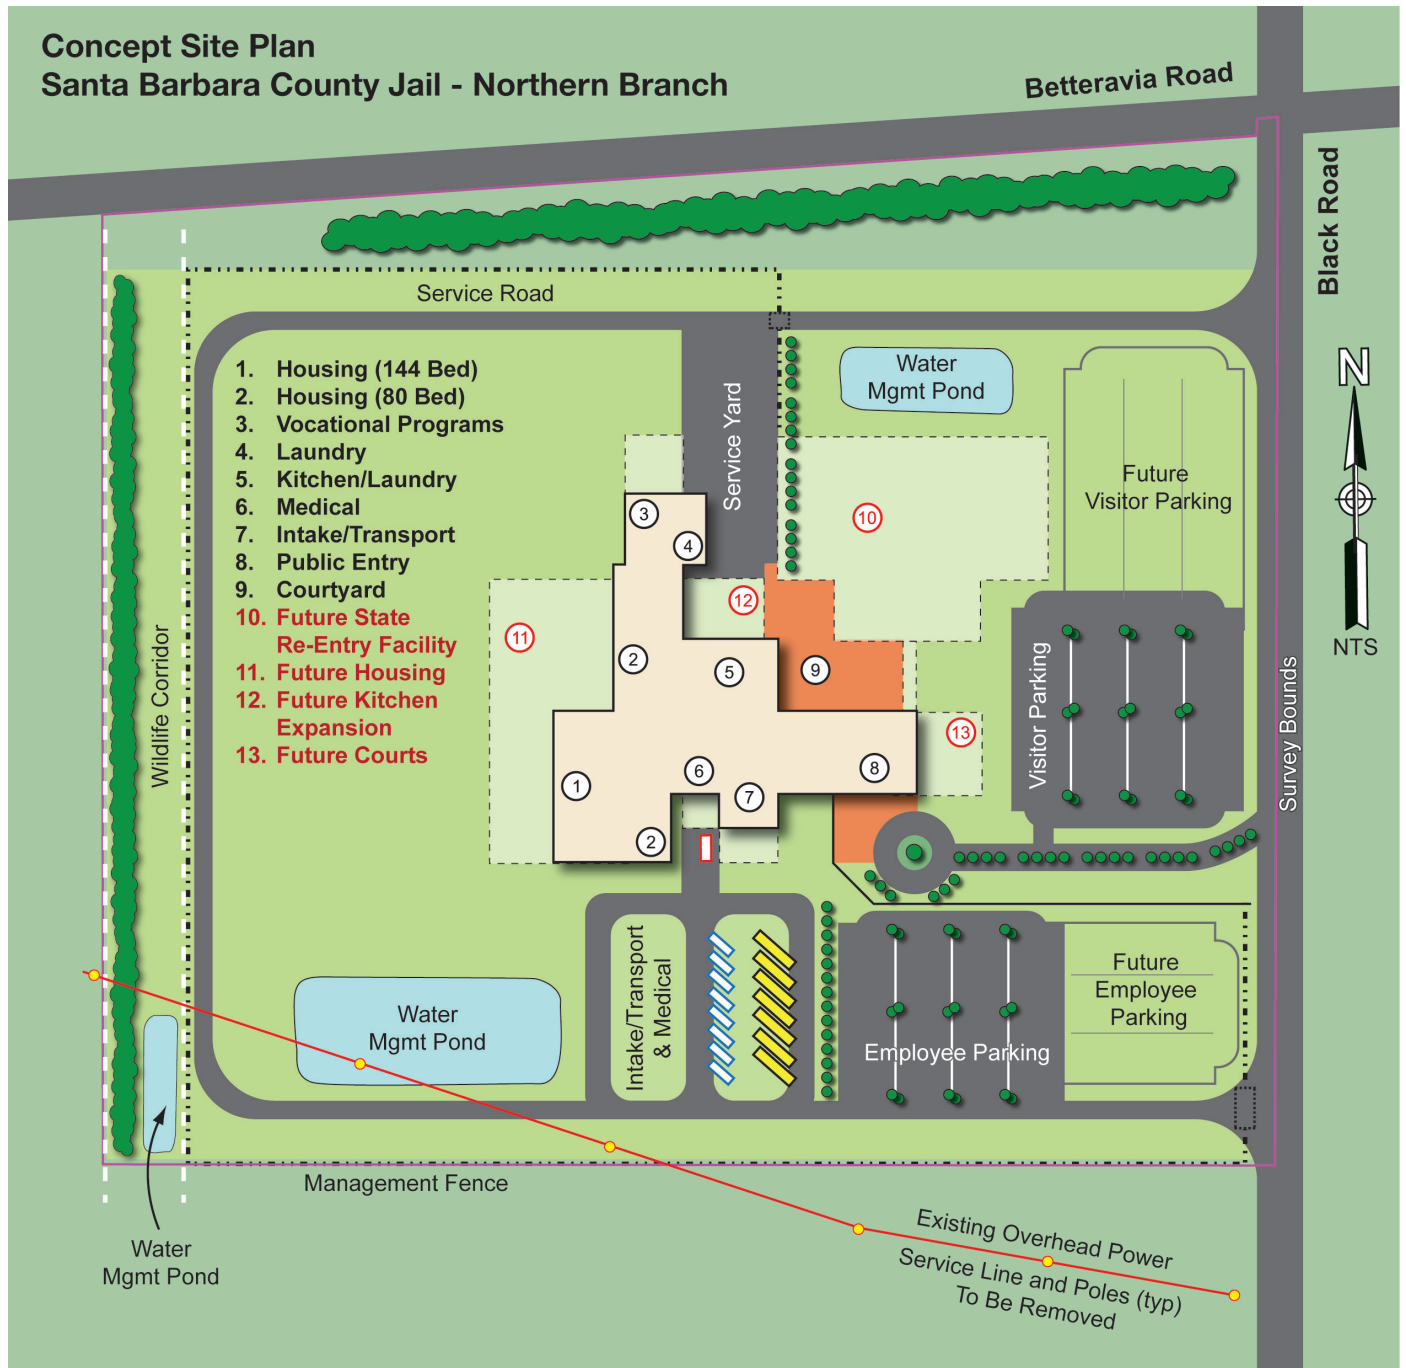 Concept Site Plan
Santa Barbara County Jail - Northern Branch
Betteravia Road
Black Road
N
NTS
Survey Bounds
Service Road
1. Housing (144 Bed)
2. Housing (80 Bed)
3. Vocational Programs
4. Laundry
5. Kitchen/Laundry
6. Medical
7. Intake/Transport
8. Public Entry
9. Courtyard
10. Future State
Re-Entry Facility
11. Future Housing
12. Future Kitchen
Expansion
13. Future Courts
Wildlife Corridor
Service Yard
Water
Mgmt Pond
Future
Visitor Parking
Visitor Parking
3
4
10
12
11
2
5
9
13
6
8
1
7
2
Intake/Transport
& Medical
Water
Mgmt Pond
Employee Parking
Future
Employee
Parking
Management Fence
Water
Mgmt Pond
Existing Overhead Power
Service Line and Poles (typ)
To Be Removed